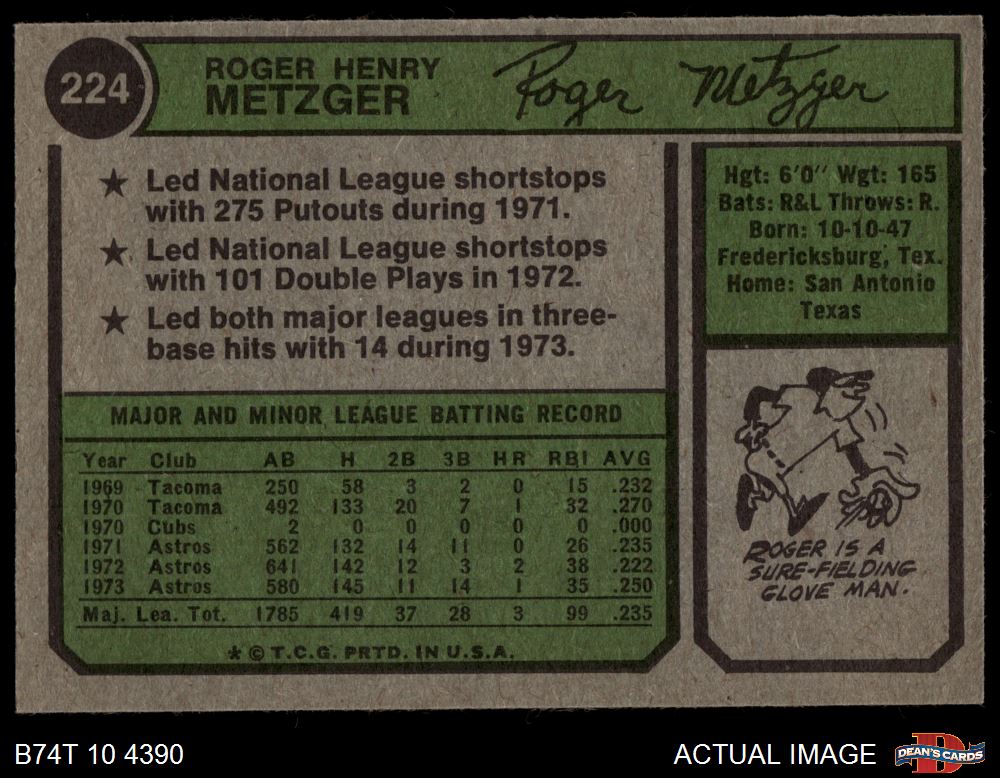 224
ROGER HENRY
METZGER
Roger Metzger
★ Led National League shortstops
with 275 Putouts during 1971.
★ Led National League shortstops
with 101 Double Plays in 1972.
★ Led both major leagues in three-
base hits with 14 during 1973.
Hgt: 6'0" Wgt: 165
Bats: R&L Throws: R.
Born: 10-10-47
Fredericksburg, Tex.
Home: San Antonio
Texas
MAJOR AND MINOR LEAGUE BATTING RECORD
Year Club AB H 2B 3B HR RBI AVG
1969 Tacoma 250 58 3 2 0 15 .232
1970 Tacoma 492 133 20 7 1 32 .270
1970 Cubs 2 0 0 0 0 0 .000
1971 Astros 562 132 14 11 0 26 .235
1972 Astros 641 142 12 3 2 38 .222
1973 Astros 580 145 11 14 1 35 .250
Maj. Lea. Tot. 1785 419 37 28 3 99 .235
* © T.C.G. PRTD. IN U.S.A.
ROGER IS A
SURE-FIELDING
GLOVE MAN.
B74T 10 4390
ACTUAL IMAGE
DEAN'S CARDS